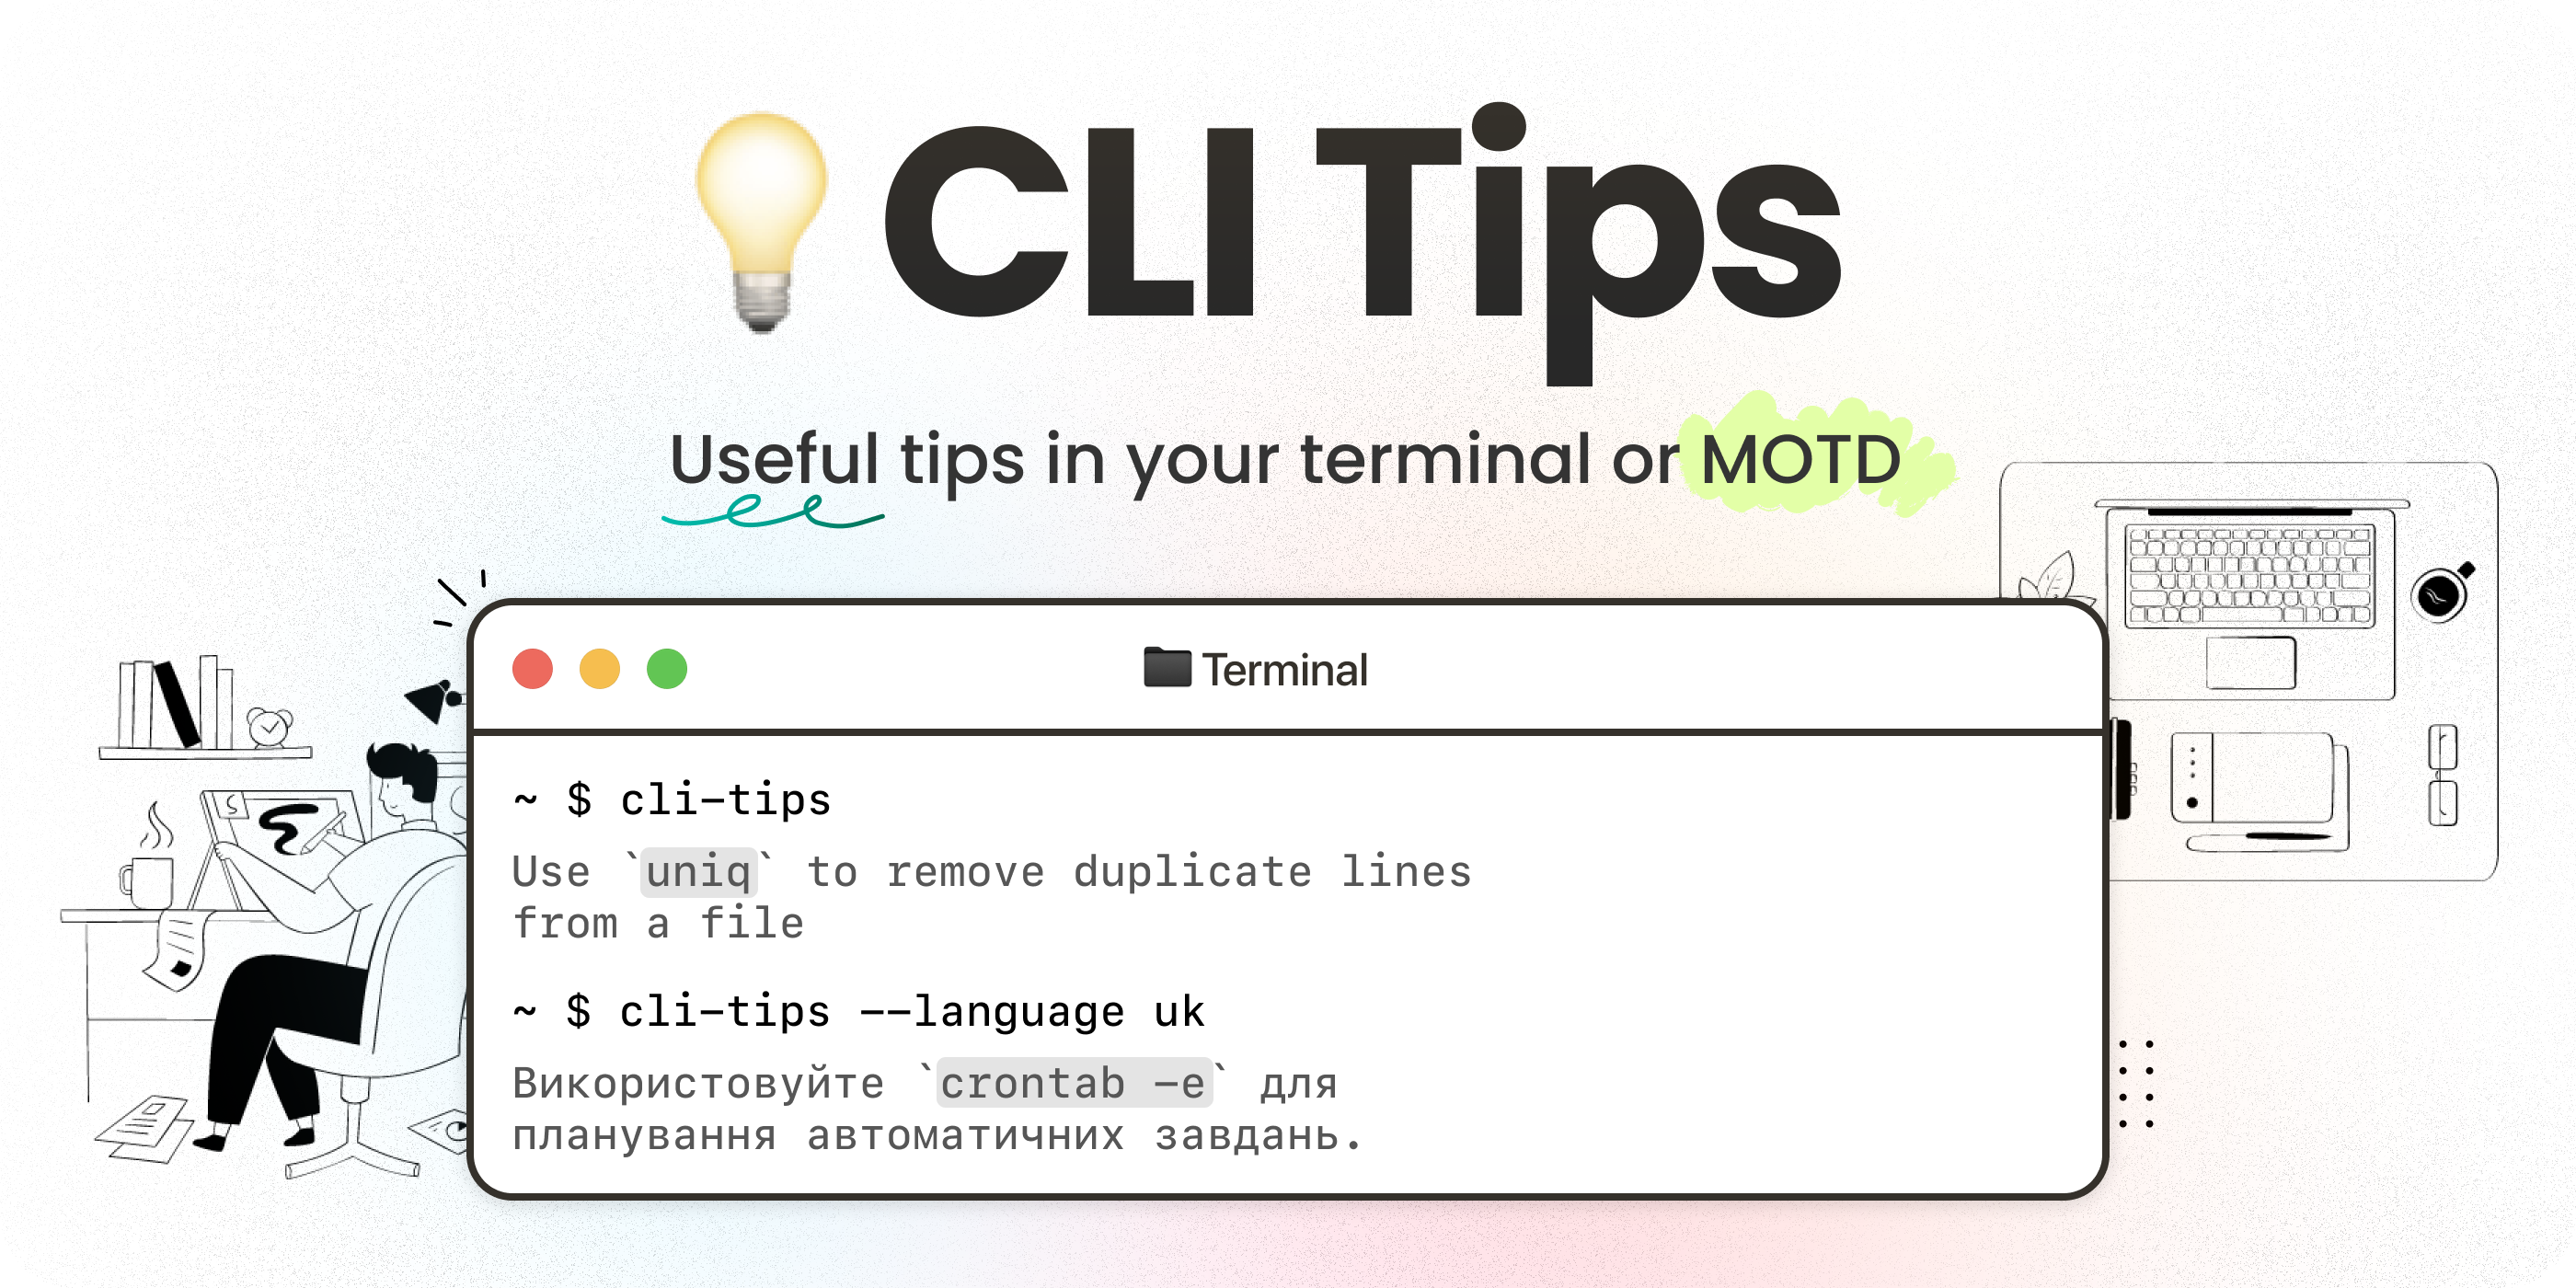 CLI Tips
Useful tips in your terminal or MOTD
Terminal
~ $ cli-tips
Use `uniq` to remove duplicate lines
from a file
~ $ cli-tips --language uk
Використовуйте `crontab -e` для
планування автоматичних завдань.